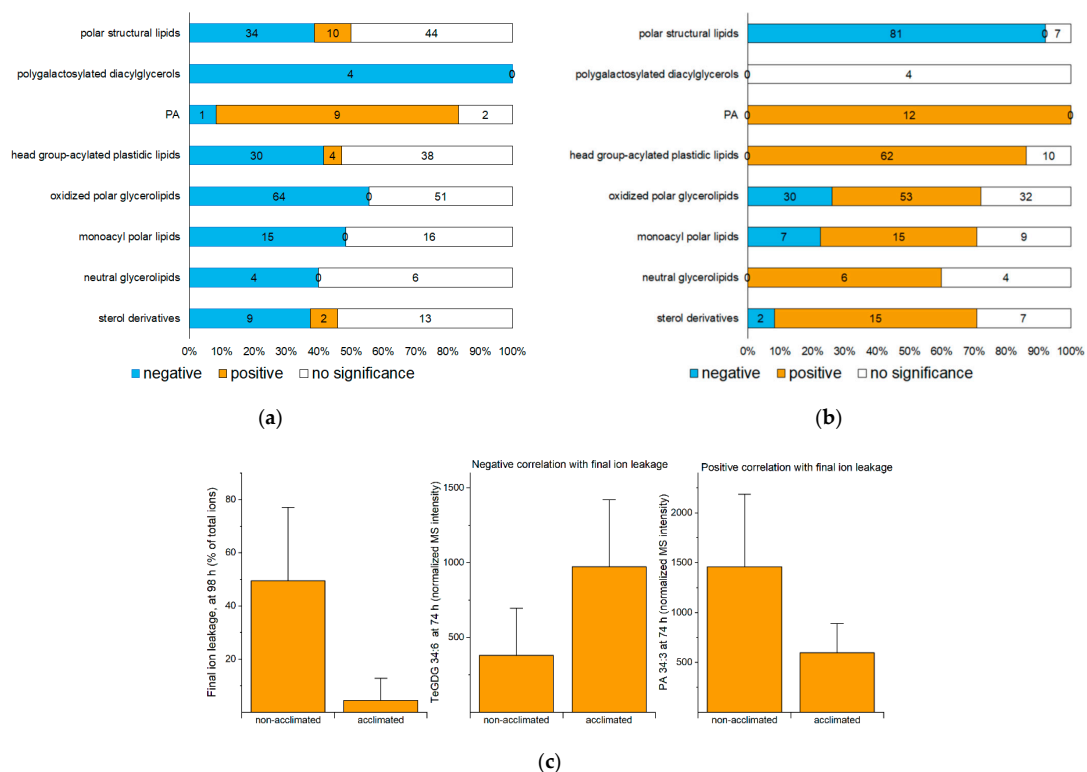 polar structural lipids 34 10 44
polygalactosylated diacylglycerols 4 0
PA 1 9 2
head group-acylated plastidic lipids 30 4 38
oxidized polar glycerolipids 64 0 51
monoacyl polar lipids 15 0 16
neutral glycerolipids 4 0 6
sterol derivatives 9 2 13
0% 10% 20% 30% 40% 50% 60% 70% 80% 90% 100%
negative positive no significance
(a)
polar structural lipids 81 0 7
polygalactosylated diacylglycerols 0 4
PA 0 12 0
head group-acylated plastidic lipids 0 62 10
oxidized polar glycerolipids 30 53 32
monoacyl polar lipids 7 15 9
neutral glycerolipids 0 6 4
sterol derivatives 2 15 7
0% 10% 20% 30% 40% 50% 60% 70% 80% 90% 100%
negative positive no significance
(b)
Final ion leakage, at 98 h (% of total ions)
80
60
40
20
non-acclimated acclimated
Negative correlation with final ion leakage
TeGDG 34:6 at 74 h (normalized MS intensity)
1500
1000
500
non-acclimated acclimated
Positive correlation with final ion leakage
PA 34:3 at 74 h (normalized MS intensity)
2000
1500
1000
500
non-acclimated acclimated
(c)